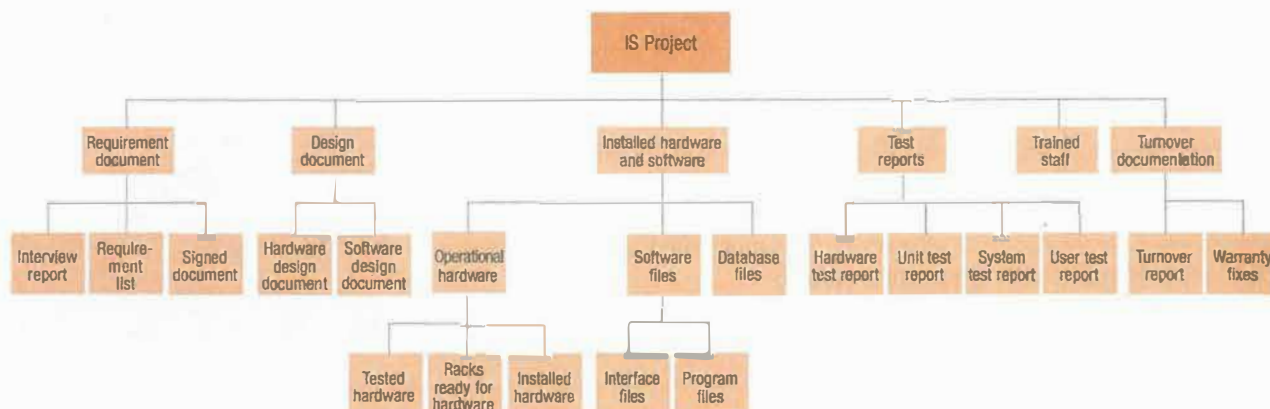 IS Project
Requirement
document
Design
document
Installed hardware
and software
Test
reports
Trained
staff
Turnover
documentation
Interview
report
Require-
ment
list
Signed
document
Hardware
design
document
Software
design
document
Operational
hardware
Software
files
Database
files
Hardware
test report
Unit test
report
System
test report
User test
report
Turnover
report
Warranty
fixes
Tested
hardware
Racks
ready for
hardware
Installed
hardware
Interface
files
Program
files